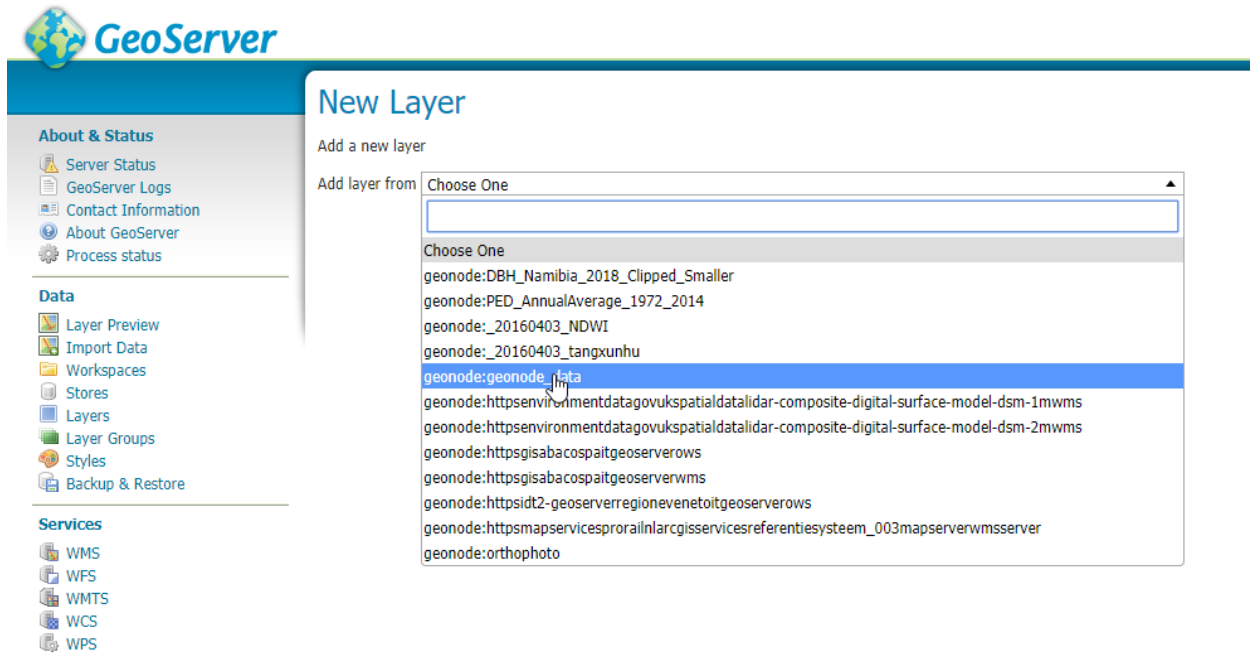 GeoServer
New Layer
Add a new layer
Add layer from Choose One
Choose One
geonode:DBH_Namibia_2018_Clipped_Smaller
geonode:PED_AnnualAverage_1972_2014
geonode:_20160403_NDWI
geonode:_20160403_tangxunhu
geonode:geonode_data
geonode:httpsenvironmentdatagovukspatialdatalidar-composite-digital-surface-model-dsm-1mwms
geonode:httpsenvironmentdatagovukspatialdatalidar-composite-digital-surface-model-dsm-2mwms
geonode:httpsgisabacospaitgeoserverows
geonode:httpsgisabacospaitgeoserverwms
geonode:httpsidt2-geoserverregionevenetoitgeoserverows
geonode:httpsmapservicesprorailnlarcgisservicesreferentiesysteem_003mapserverwmsserver
geonode:orthophoto
About & Status
Server Status
GeoServer Logs
Contact Information
About GeoServer
Process status
Data
Layer Preview
Import Data
Workspaces
Stores
Layers
Layer Groups
Styles
Backup & Restore
Services
WMS
WFS
WMTS
WCS
WPS